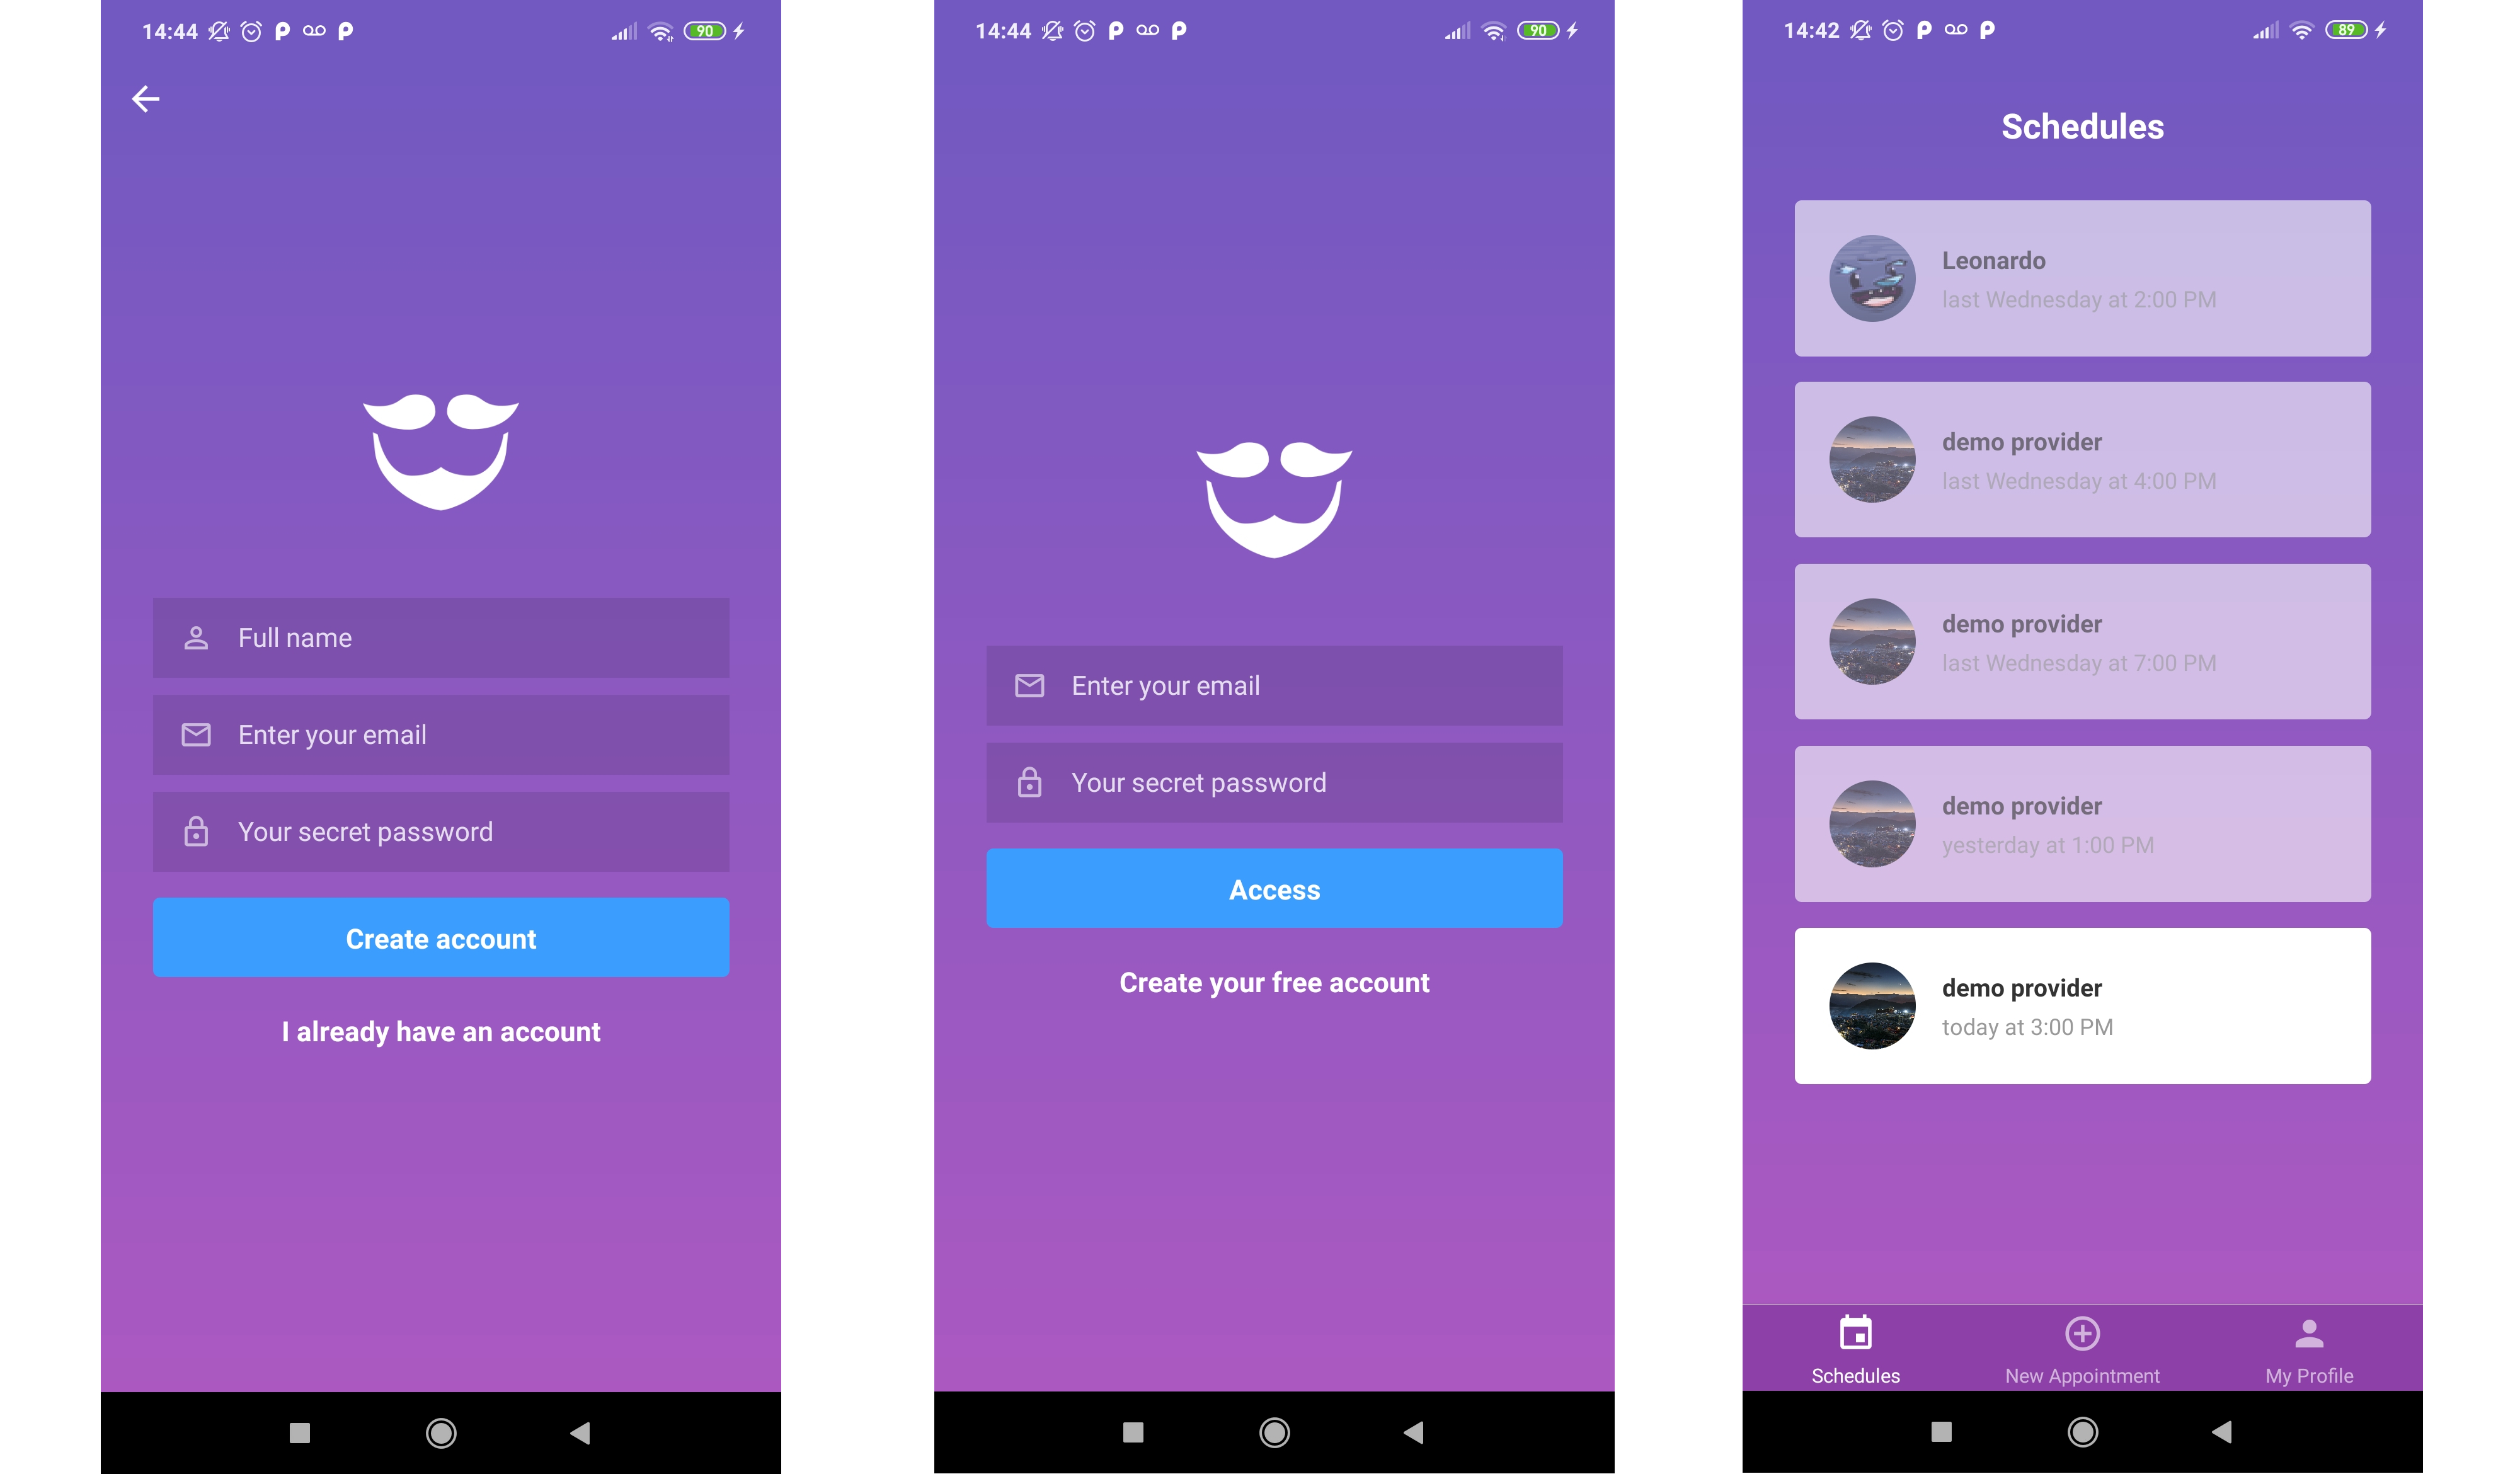 14:44
90
Full name
Enter your email
Your secret password
Create account
I already have an account
14:44
90
Enter your email
Your secret password
Access
Create your free account
14:42
89
Schedules
Leonardo
last Wednesday at 2:00 PM
demo provider
last Wednesday at 4:00 PM
demo provider
last Wednesday at 7:00 PM
demo provider
yesterday at 1:00 PM
demo provider
today at 3:00 PM
Schedules
New Appointment
My Profile